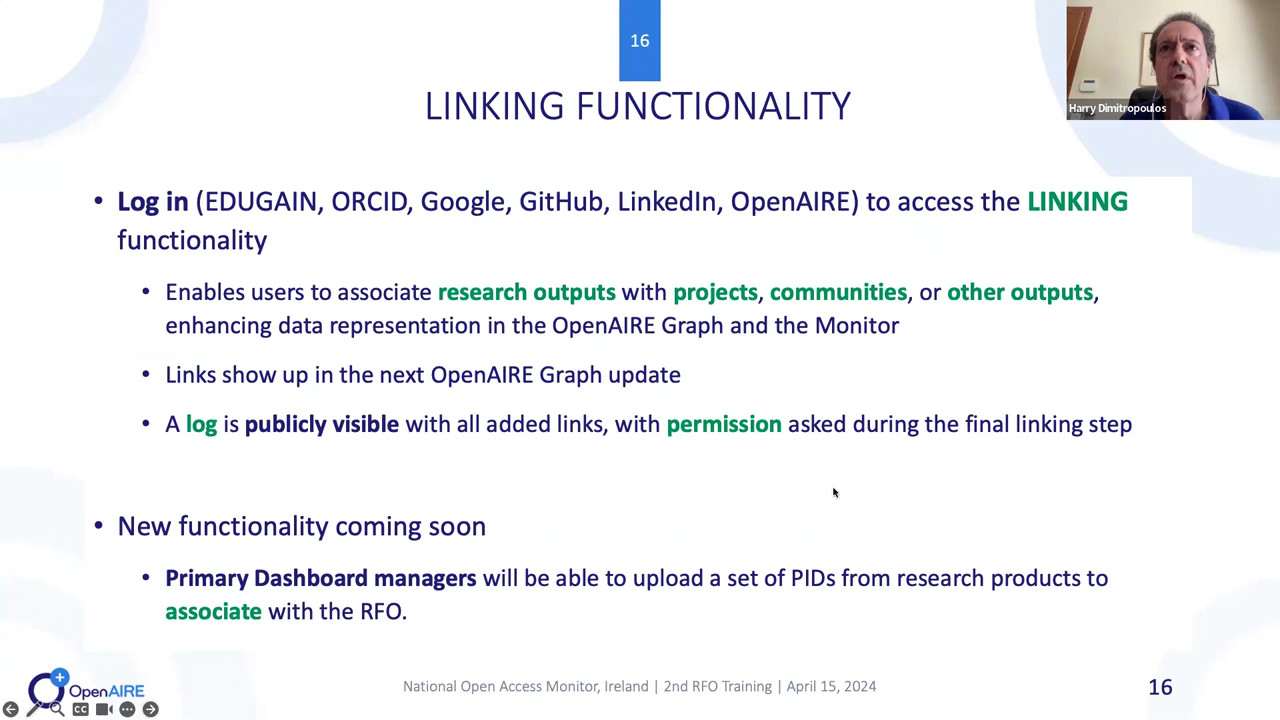 16
Harry Dimitropoulos
LINKING FUNCTIONALITY
• Log in (EDUGAIN, ORCID, Google, GitHub, LinkedIn, OpenAIRE) to access the LINKING
functionality
• Enables users to associate research outputs with projects, communities, or other outputs,
enhancing data representation in the OpenAIRE Graph and the Monitor
• Links show up in the next OpenAIRE Graph update
• A log is publicly visible with all added links, with permission asked during the final linking step
• New functionality coming soon
• Primary Dashboard managers will be able to upload a set of PIDs from research products to
associate with the RFO.
OpenAIRE
CC
National Open Access Monitor, Ireland | 2nd RFO Training | April 15, 2024
16